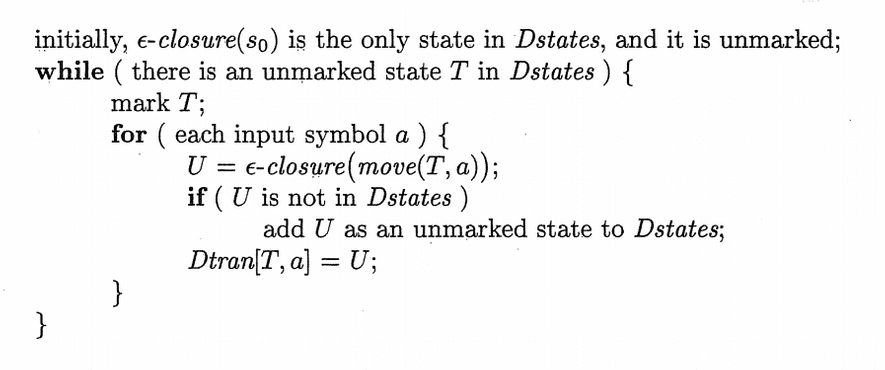 initially, ϵ-closure(s₀) is the only state in Dstates, and it is unmarked;
while ( there is an unmarked state T in Dstates ) {
mark T;
for ( each input symbol a ) {
U = ϵ-closure(move(T, a));
if ( U is not in Dstates )
add U as an unmarked state to Dstates;
Dtran[T, a] = U;
}
}